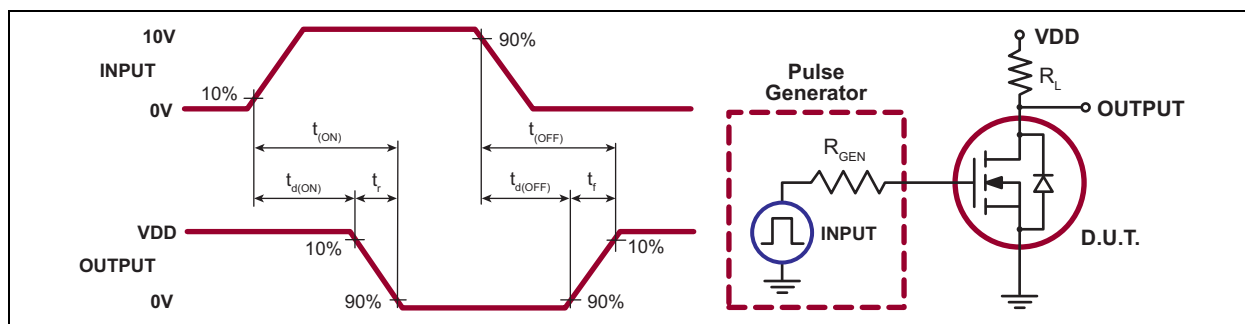 10V
INPUT
0V
10%
90%
t(ON)
t(OFF)
td(ON)
tr
td(OFF)
tf
VDD
OUTPUT
0V
10%
90%
90%
10%
Pulse
Generator
RGEN
INPUT
VDD
RL
OUTPUT
D.U.T.